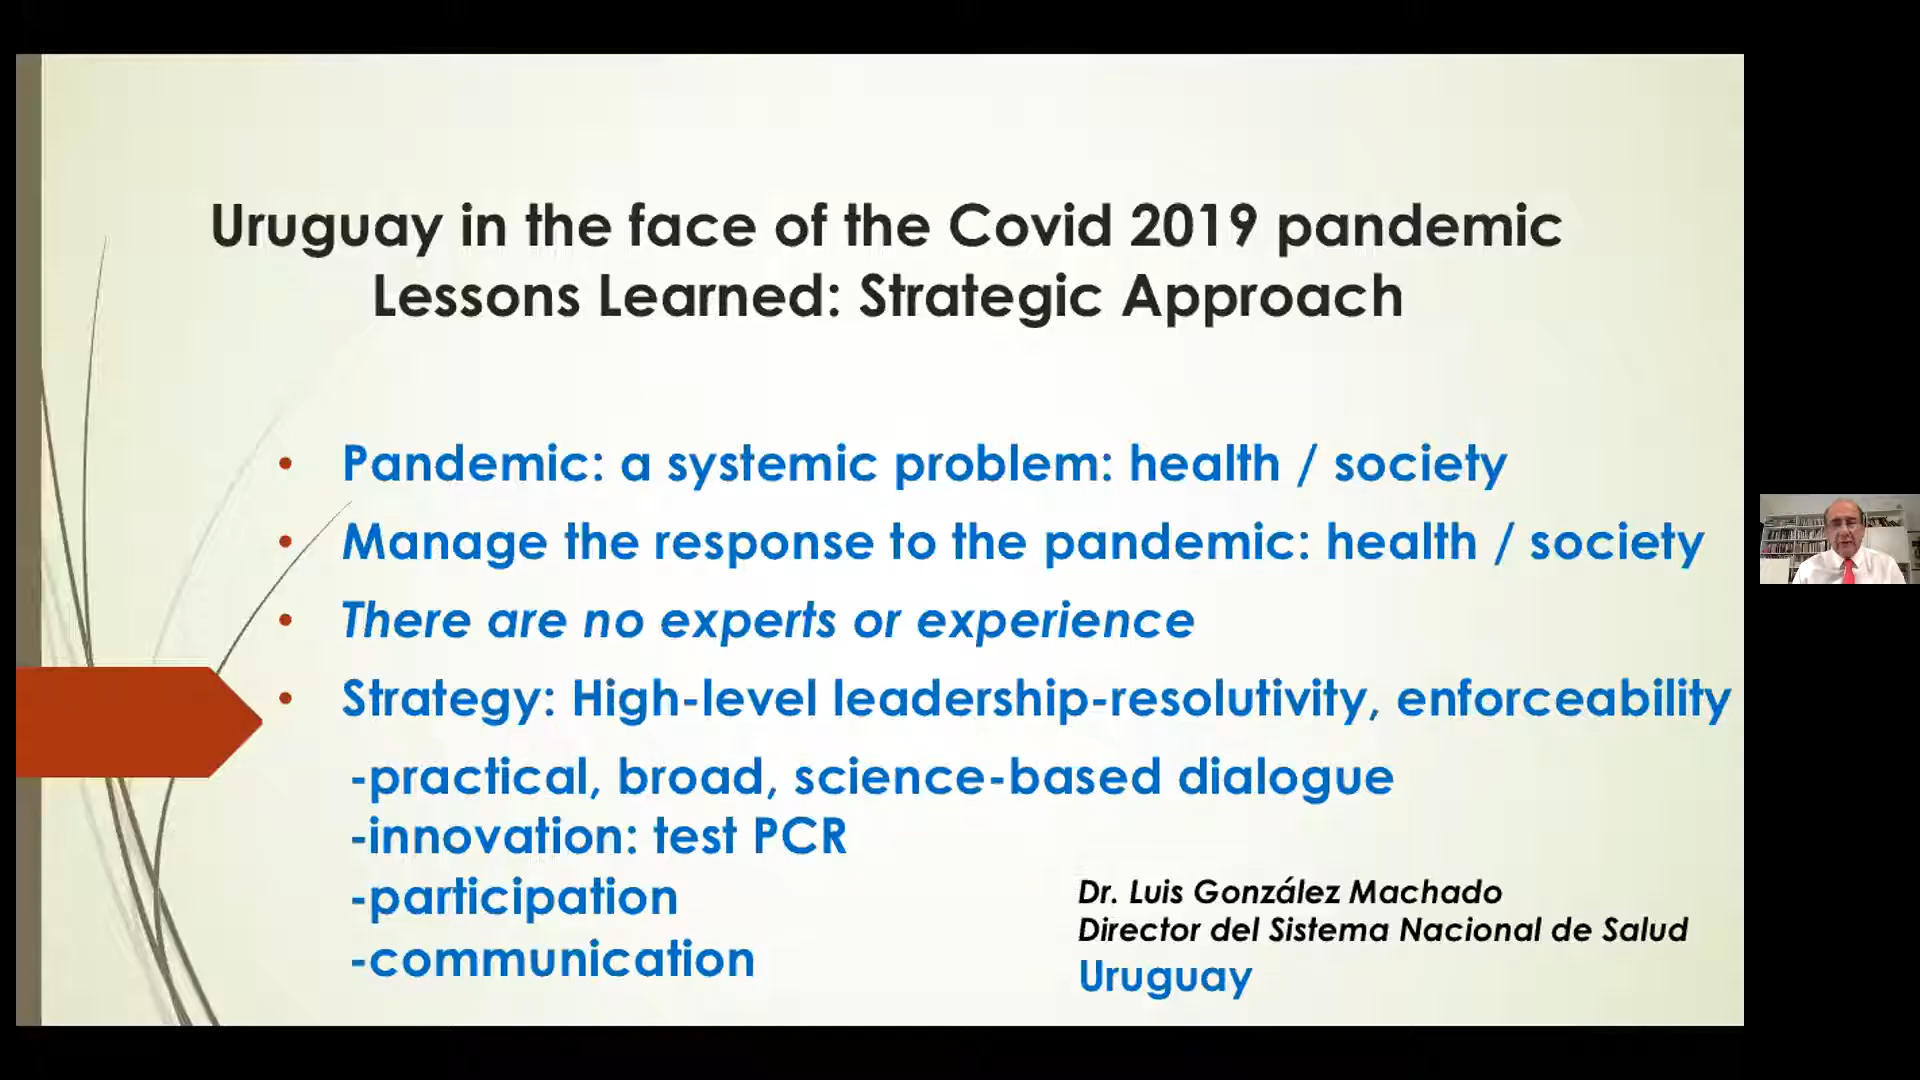 Uruguay in the face of the Covid 2019 pandemic
Lessons Learned: Strategic Approach
• Pandemic: a systemic problem: health / society
• Manage the response to the pandemic: health / society
• There are no experts or experience
• Strategy: High-level leadership-resolutivity, enforceability
-practical, broad, science-based dialogue
-innovation: test PCR
-participation
-communication
Dr. Luis González Machado
Director del Sistema Nacional de Salud
Uruguay